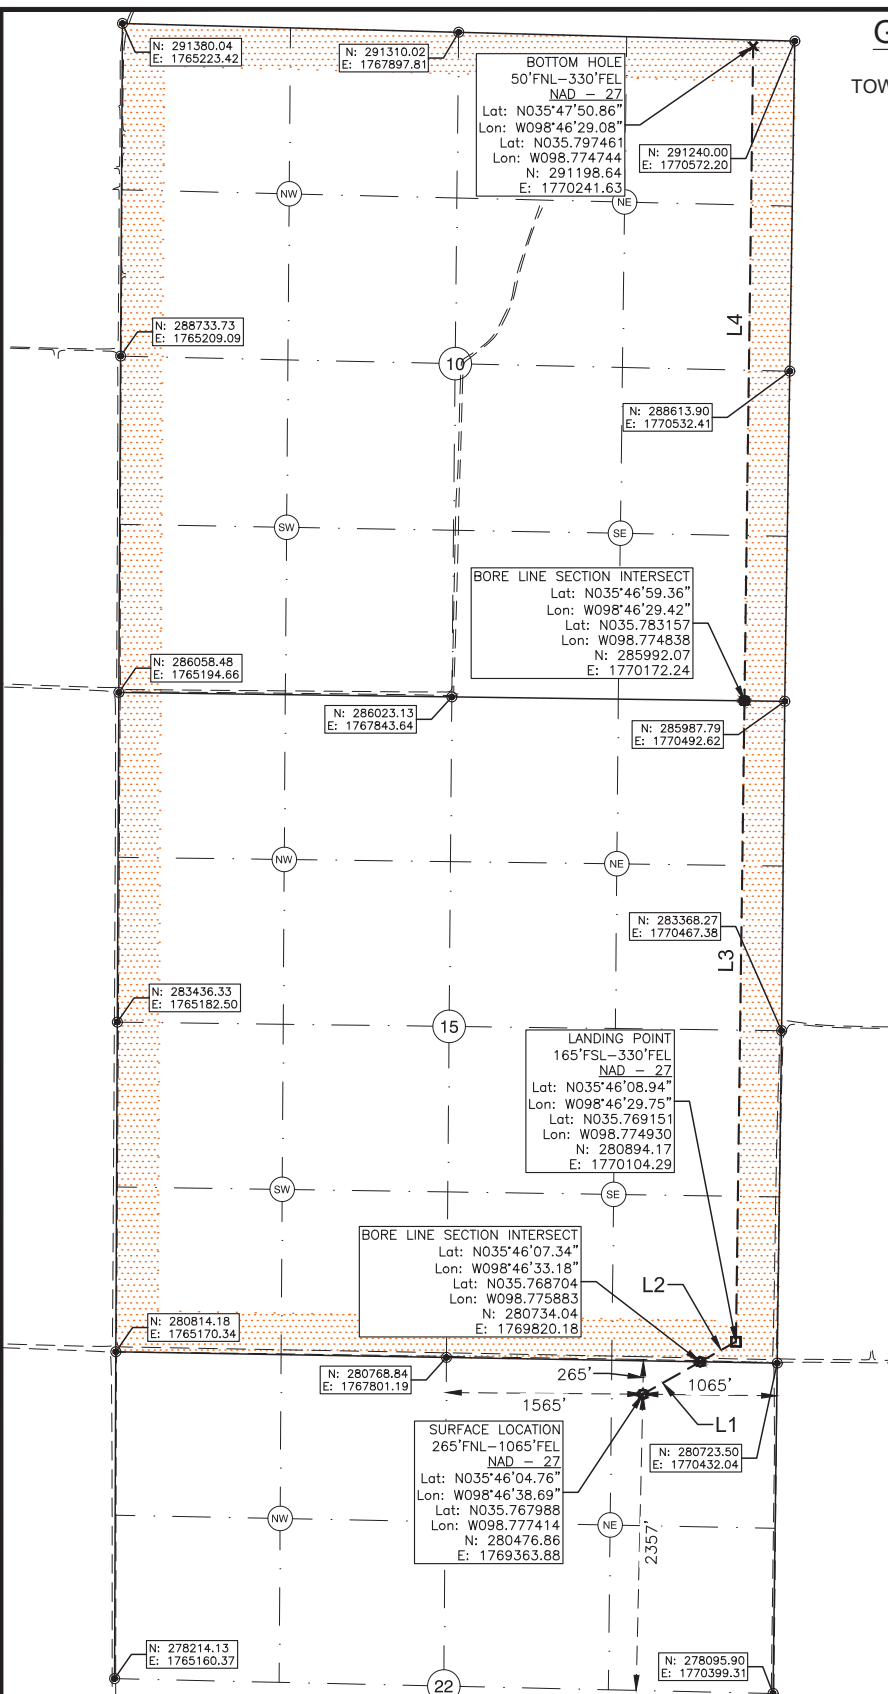 G
TOW
N: 291380.04
E: 1765223.42
N: 291310.02
E: 1767897.81
BOTTOM HOLE
50'FNL-330'FEL
NAD - 27
Lat: N035°47'50.86"
Lon: W098°46'29.08"
Lat: N035.797461
Lon: W098.774744
N: 291198.64
E: 1770241.63
N: 291240.00
E: 1770572.20
NW
NE
L4
N: 288733.73
E: 1765209.09
10
N: 288613.90
E: 1770532.41
SW
SE
BORE LINE SECTION INTERSECT
Lat: N035°46'59.36"
Lon: W098°46'29.42"
Lat: N035.783157
Lon: W098.774838
N: 285992.07
E: 1770172.24
N: 286058.48
E: 1765194.66
N: 286023.13
E: 1767843.64
N: 285987.79
E: 1770492.62
NW
NE
N: 283368.27
E: 1770467.38
L3
N: 283436.33
E: 1765182.50
15
LANDING POINT
165'FSL-330'FEL
NAD - 27
Lat: N035°46'08.94"
Lon: W098°46'29.75"
Lat: N035.769151
Lon: W098.774930
N: 280894.17
E: 1770104.29
SW
SE
BORE LINE SECTION INTERSECT
Lat: N035°46'07.34"
Lon: W098°46'33.18"
Lat: N035.768704
Lon: W098.775883
N: 280734.04
E: 1769820.18
L2
N: 280814.18
E: 1765170.34
N: 280768.84
E: 1767801.19
265'
1065'
1565'
L1
SURFACE LOCATION
265'FNL-1065'FEL
NAD - 27
Lat: N035°46'04.76"
Lon: W098°46'38.69"
Lat: N035.767988
Lon: W098.777414
N: 280476.86
E: 1769363.88
N: 280723.50
E: 1770432.04
NW
NE
2357'
N: 278214.13
E: 1765160.37
N: 278095.90
E: 1770399.31
22